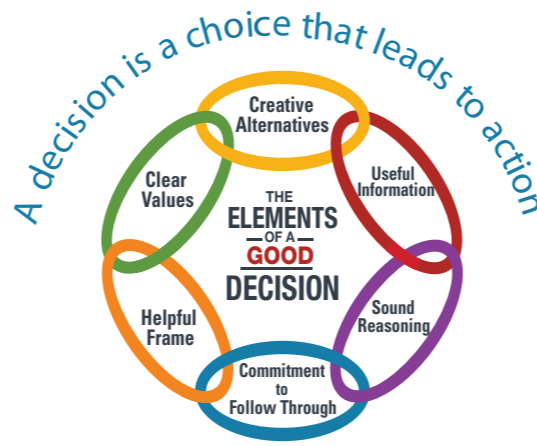 A decision is a choice that leads to action
Creative
Alternatives
Clear
Values
Useful
Information
THE
ELEMENTS
OF A
GOOD
DECISION
Helpful
Frame
Sound
Reasoning
Commitment
to
Follow Through